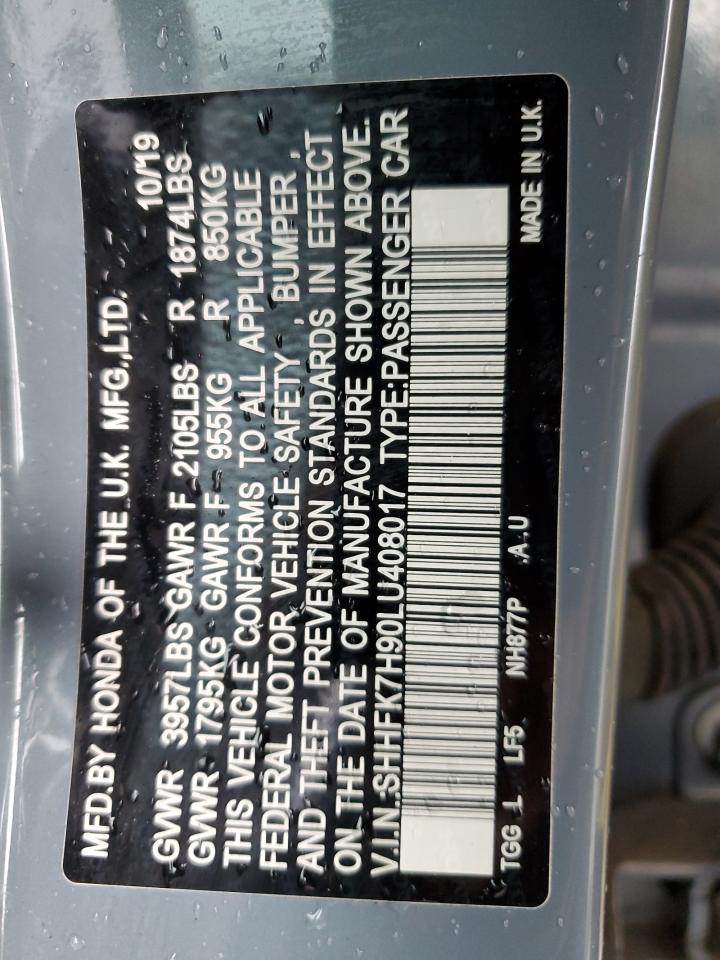 MFD.BY HONDA OF THE U.K. MFG.,LTD. 10/19
GVWR 3957LBS GAWR F 2105LBS R 1874LBS
GVWR 1795KG GAWR F 955KG R 850KG
THIS VEHICLE CONFORMS TO ALL APPLICABLE
FEDERAL MOTOR VEHICLE SAFETY , BUMPER ,
AND THEFT PREVENTION STANDARDS IN EFFECT
ON THE DATE OF MANUFACTURE SHOWN ABOVE.
V.I.N.:SHHFK7H90LU408017 TYPE:PASSENGER CAR
TGG 1 LF5 NH877P .A.U MADE IN U.K.